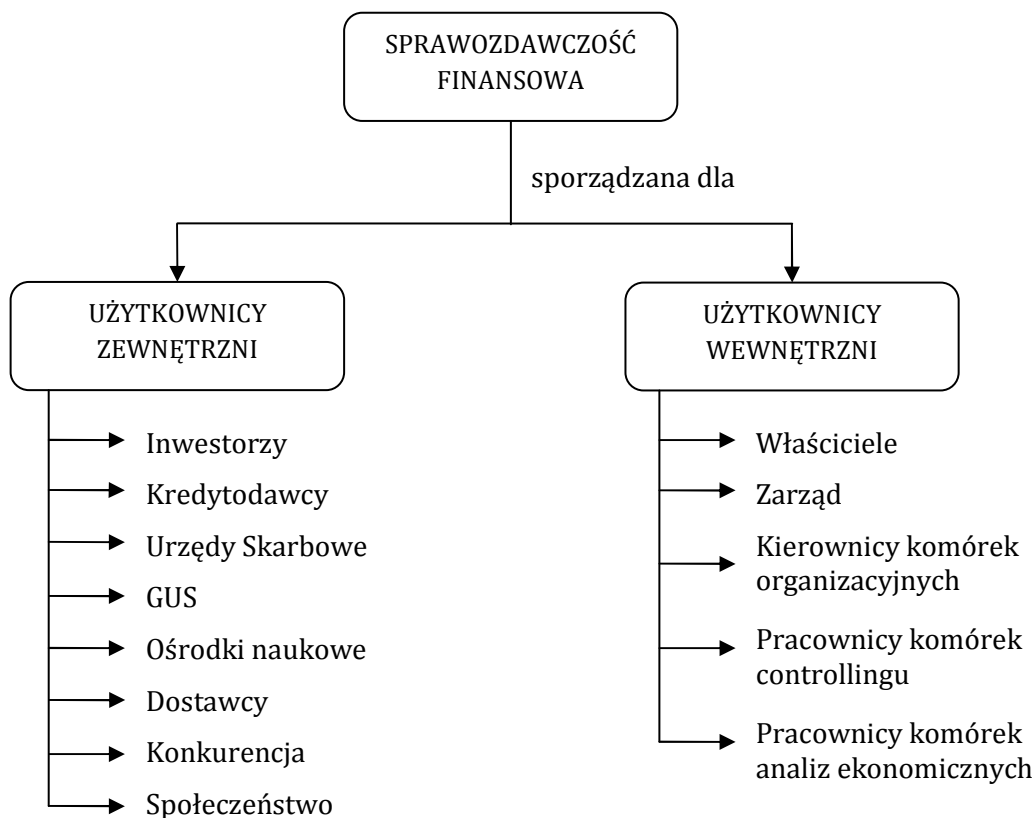 SPRAWOZDAWCZOŚĆ
FINANSOWA
sporządzana dla
UŻYTKOWNICY
ZEWNĘTRZNI
Inwestorzy
Kredytodawcy
Urzędy Skarbowe
GUS
Ośrodki naukowe
Dostawcy
Konkurencja
Społeczeństwo
UŻYTKOWNICY
WEWNĘTRZNI
Właściciele
Zarząd
Kierownicy komórek
organizacyjnych
Pracownicy komórek
controllingu
Pracownicy komórek
analiz ekonomicznych